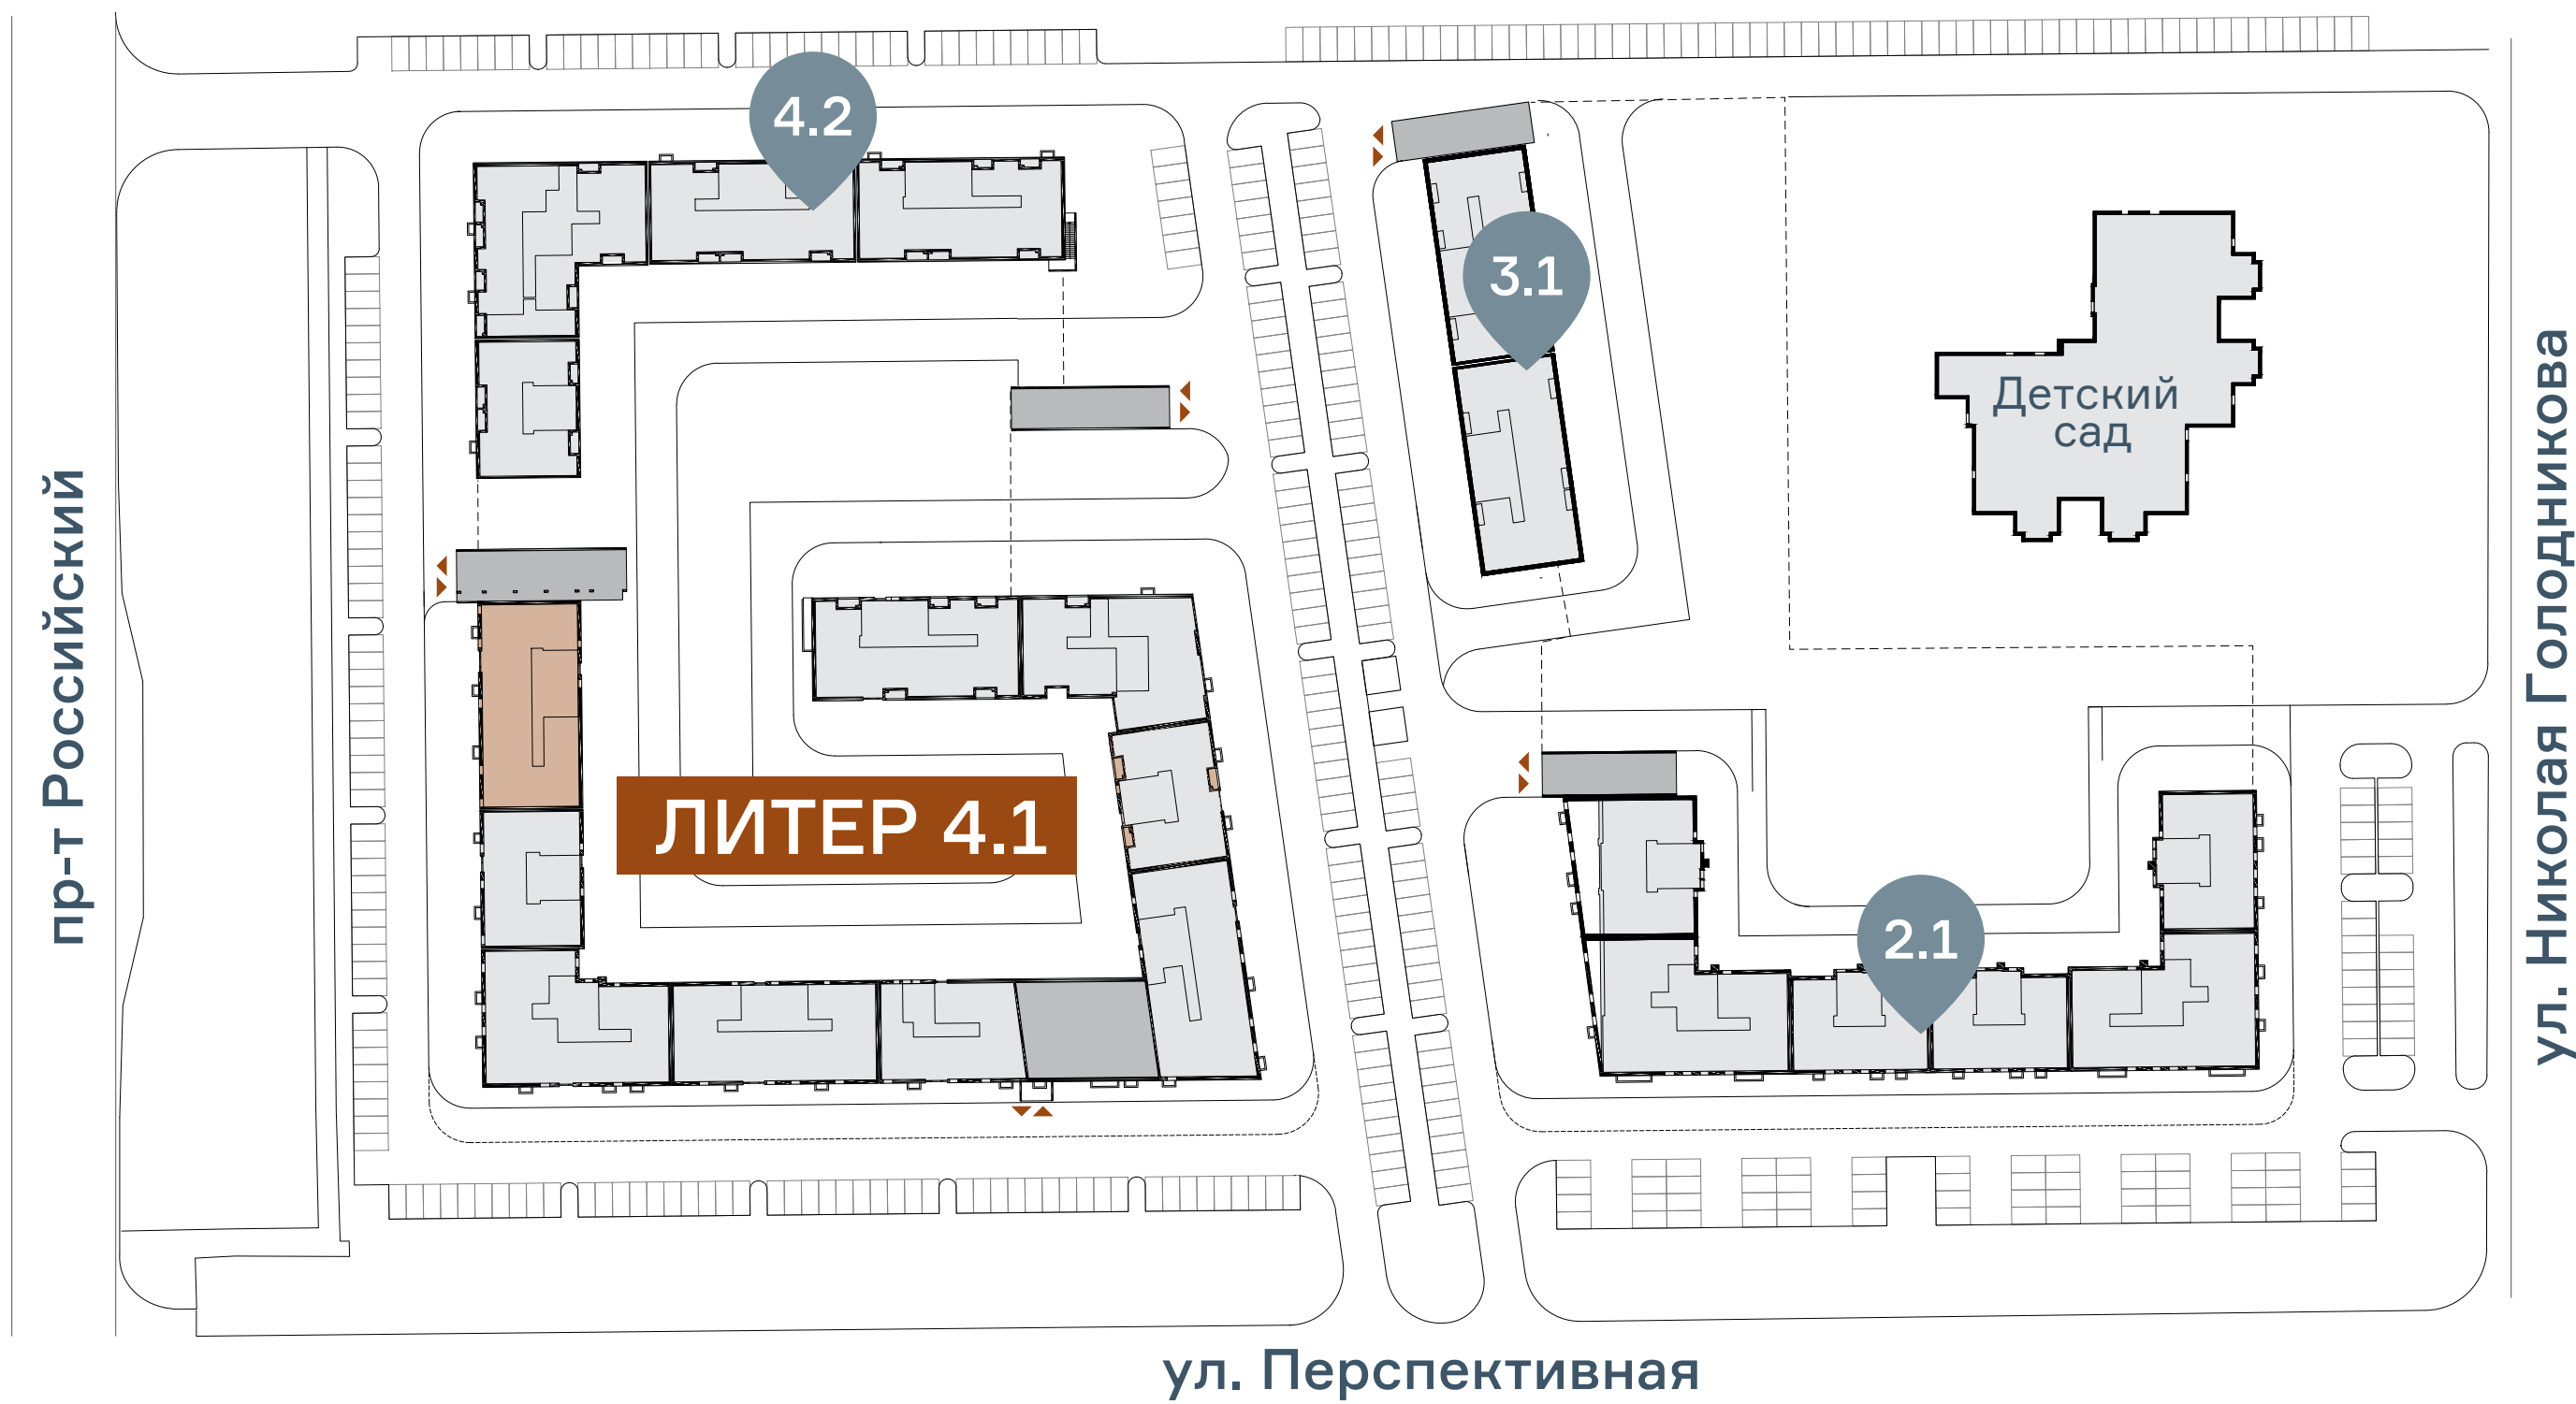 4.2
3.1
Детский
сад
пр-т Российский
ул. Николая Голодникова
ЛИТЕР 4.1
2.1
ул. Перспективная